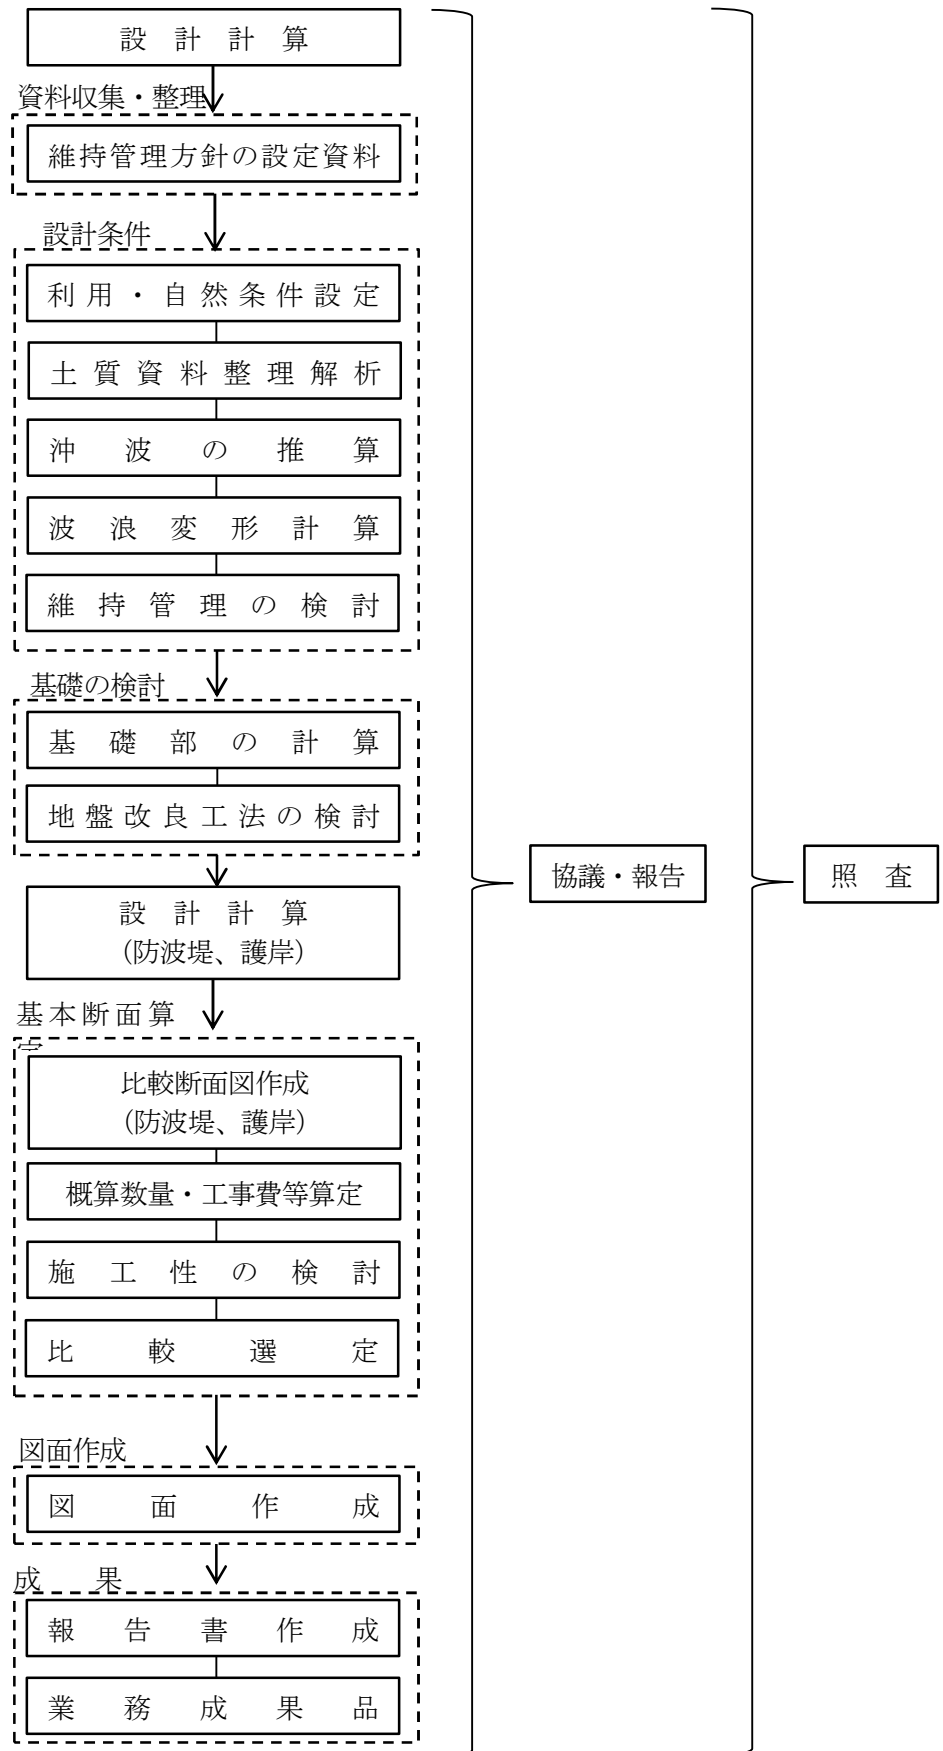 設計計算
資料収集・整理
維持管理方針の設定資料
設計条件
利用・自然条件設定
土質資料整理解析
沖波の推算
波浪変形計算
維持管理の検討
基礎の検討
基礎部の計算
地盤改良工法の検討
協議・報告
照査
設計計算
(防波堤、護岸)
基本断面算
比較断面図作成
(防波堤、護岸)
概算数量・工事費等算定
施工性の検討
比較選定
図面作成
図面作成
成果
報告書作成
業務成果品